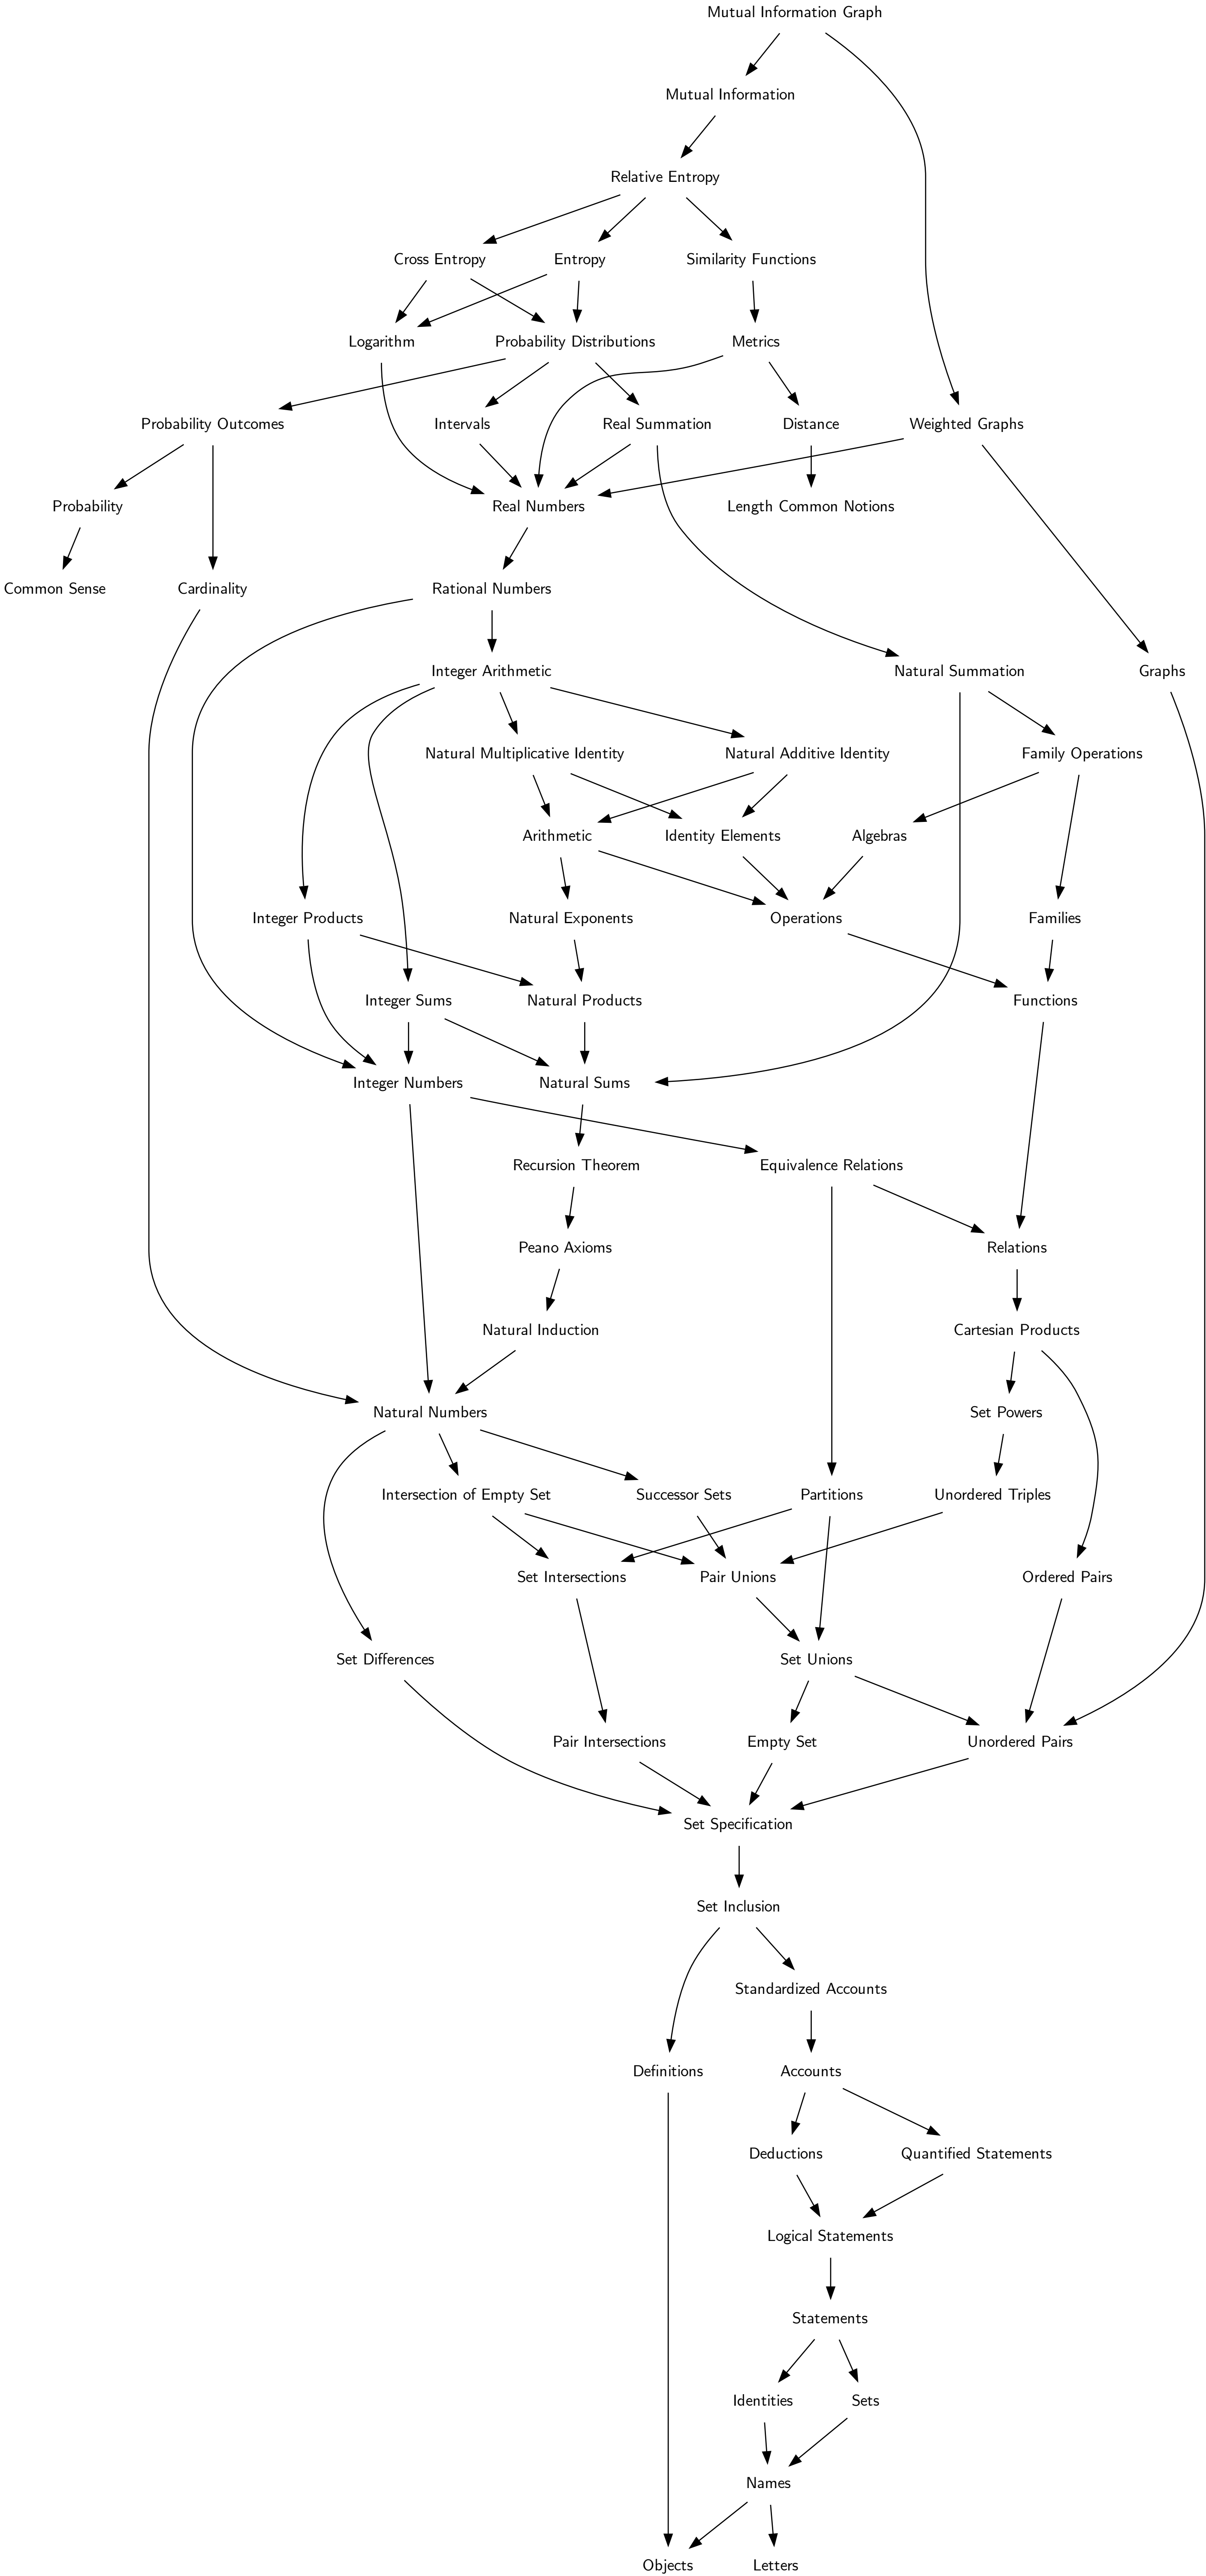 Mutual Information Graph
Mutual Information
Relative Entropy
Cross Entropy
Entropy
Similarity Functions
Logarithm
Probability Distributions
Metrics
Probability Outcomes
Intervals
Real Summation
Distance
Weighted Graphs
Probability
Real Numbers
Length Common Notions
Common Sense
Cardinality
Rational Numbers
Integer Arithmetic
Natural Summation
Graphs
Natural Multiplicative Identity
Natural Additive Identity
Family Operations
Arithmetic
Identity Elements
Algebras
Integer Products
Natural Exponents
Operations
Families
Integer Sums
Natural Products
Functions
Integer Numbers
Natural Sums
Recursion Theorem
Equivalence Relations
Peano Axioms
Relations
Natural Induction
Cartesian Products
Natural Numbers
Set Powers
Intersection of Empty Set
Successor Sets
Partitions
Unordered Triples
Set Intersections
Pair Unions
Ordered Pairs
Set Differences
Set Unions
Pair Intersections
Empty Set
Unordered Pairs
Set Specification
Set Inclusion
Standardized Accounts
Definitions
Accounts
Deductions
Quantified Statements
Logical Statements
Statements
Identities
Sets
Names
Objects
Letters